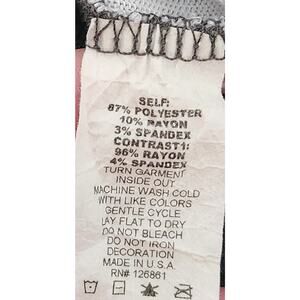 SELF:
87% POLYESTER
10% RAYON
3% SPANDEX
CONTRAST1:
96% RAYON
4% SPANDEX
TURN GARMENT
INSIDE OUT
MACHINE WASH COLD
WITH LIKE COLORS
GENTLE CYCLE
LAY FLAT TO DRY
DO NOT BLEACH
DO NOT IRON
DECORATION
MADE IN U.S.A.
RN# 126861